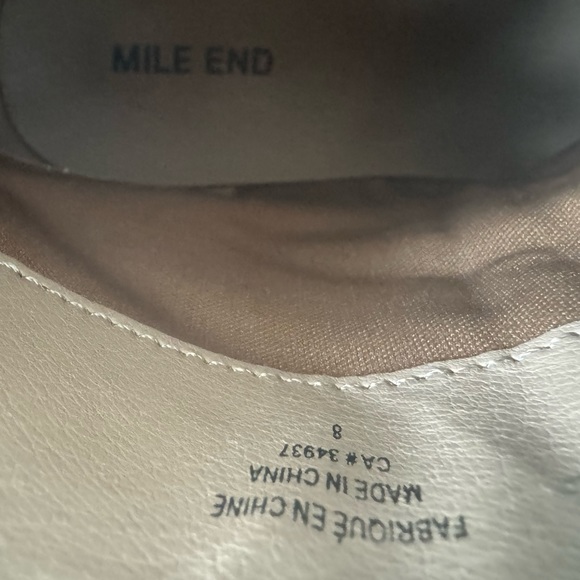 MILE END
FABRIQUÉ EN CHINE
MADE IN CHINA
CA# 34937
8